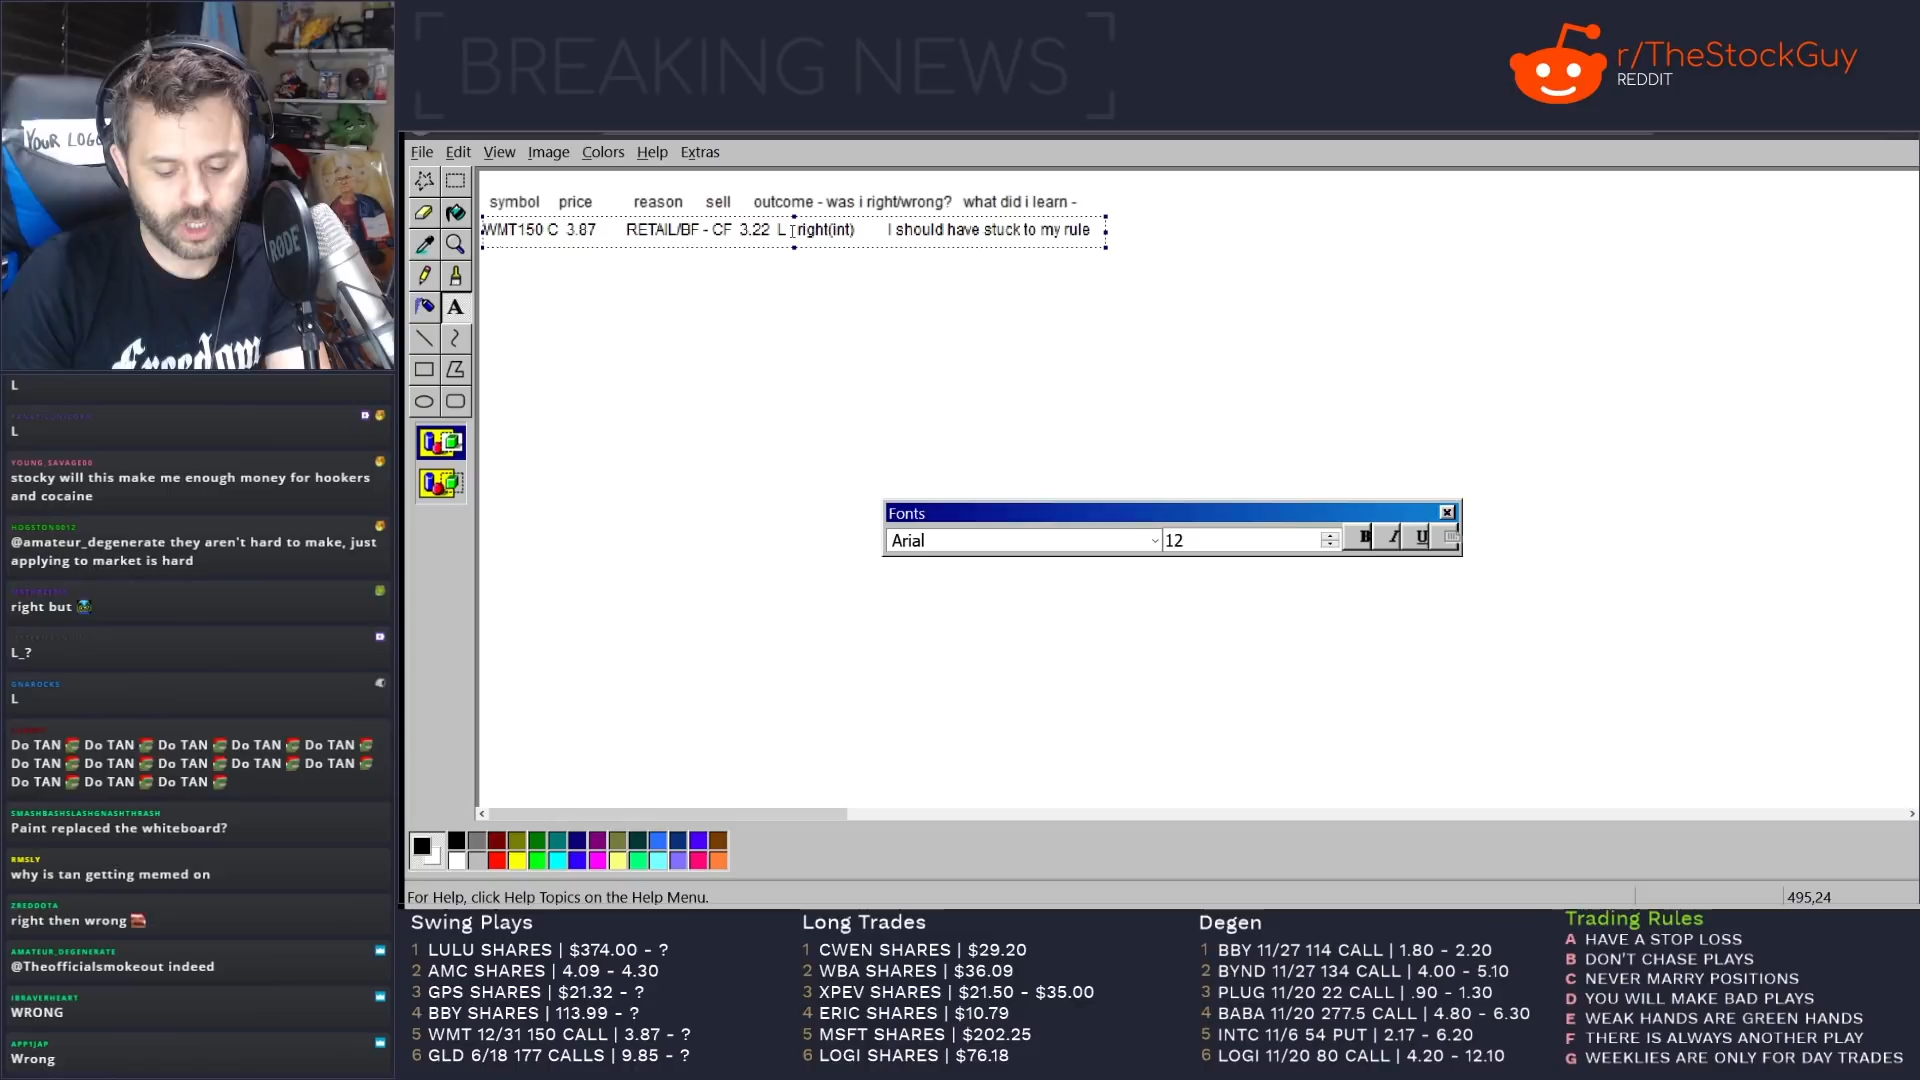 BREAKING NEWS
r/TheStockGuy
REDDIT
YOUR LOGO
RODE
Freedom
File Edit View Image Colors Help Extras
symbol price reason sell outcome - was i right/wrong? what did i learn -
WMT150 C 3.87 RETAIL/BF - CF 3.22 L right(int) I should have stuck to my rule
A
Fonts
Arial 12 B I U
For Help, click Help Topics on the Help Menu.
495,24
L
L
YOUNG_SAVAGE00
stocky will this make me enough money for hookers
and cocaine
HOGSTON0012
@amateur_degenerate they aren't hard to make, just
applying to market is hard
right but
L_?
GNAROCKS
L
Do TAN Do TAN Do TAN Do TAN Do TAN
Do TAN Do TAN Do TAN Do TAN Do TAN
Do TAN Do TAN Do TAN
SMASHBASHSLASHGNASHTHRASH
Paint replaced the whiteboard?
RMSLY
why is tan getting memed on
ZREDDOTA
right then wrong
AMATEUR_DEGENERATE
@Theofficialsmokeout indeed
IBRAVERHEART
WRONG
APP1JAP
Wrong
Swing Plays
1 LULU SHARES | $374.00 - ?
2 AMC SHARES | 4.09 - 4.30
3 GPS SHARES | $21.32 - ?
4 BBY SHARES | 113.99 - ?
5 WMT 12/31 150 CALL | 3.87 - ?
6 GLD 6/18 177 CALLS | 9.85 - ?
Long Trades
1 CWEN SHARES | $29.20
2 WBA SHARES | $36.09
3 XPEV SHARES | $21.50 - $35.00
4 ERIC SHARES | $10.79
5 MSFT SHARES | $202.25
6 LOGI SHARES | $76.18
Degen
1 BBY 11/27 114 CALL | 1.80 - 2.20
2 BYND 11/27 134 CALL | 4.00 - 5.10
3 PLUG 11/20 22 CALL | .90 - 1.30
4 BABA 11/20 277.5 CALL | 4.80 - 6.30
5 INTC 11/6 54 PUT | 2.17 - 6.20
6 LOGI 11/20 80 CALL | 4.20 - 12.10
Trading Rules
A HAVE A STOP LOSS
B DON'T CHASE PLAYS
C NEVER MARRY POSITIONS
D YOU WILL MAKE BAD PLAYS
E WEAK HANDS ARE GREEN HANDS
F THERE IS ALWAYS ANOTHER PLAY
G WEEKLIES ARE ONLY FOR DAY TRADES